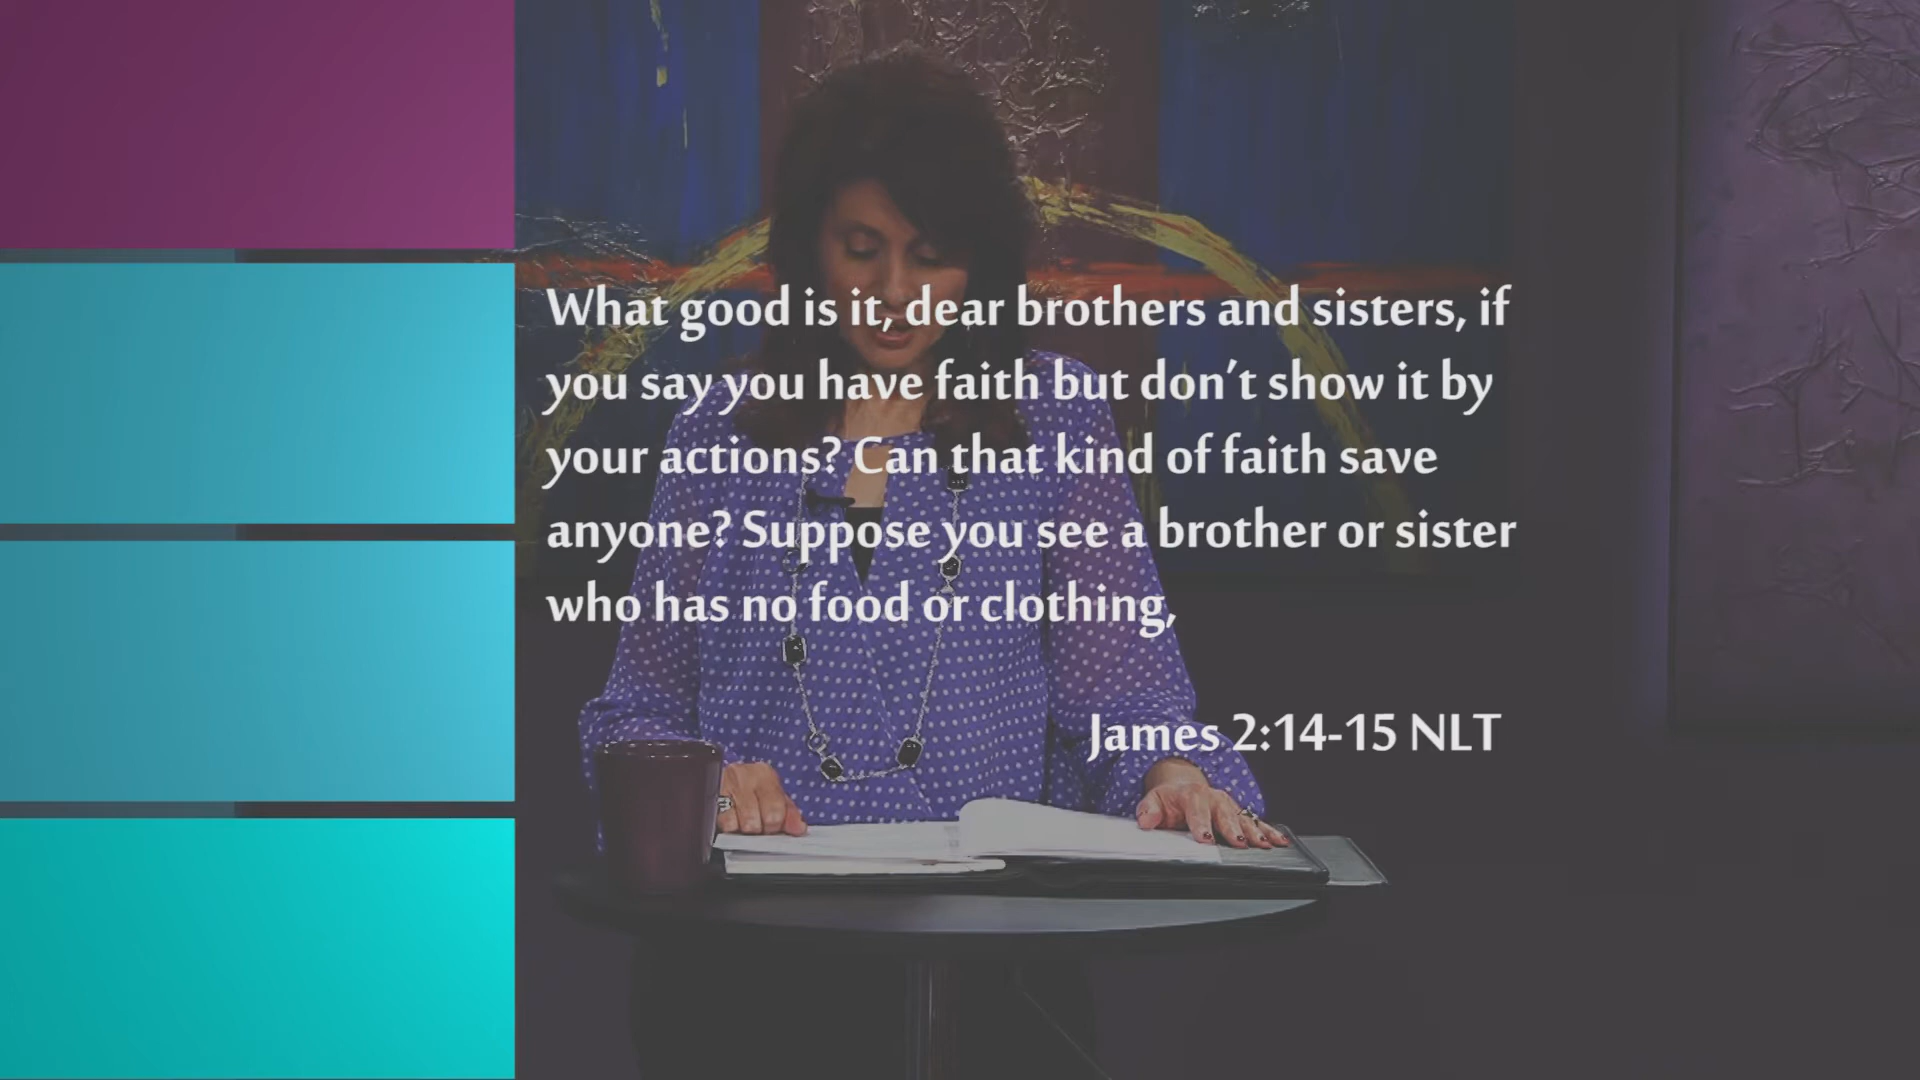 What good is it, dear brothers and sisters, if
you say you have faith but don’t show it by
your actions? Can that kind of faith save
anyone? Suppose you see a brother or sister
who has no food or clothing,
James 2:14-15 NLT